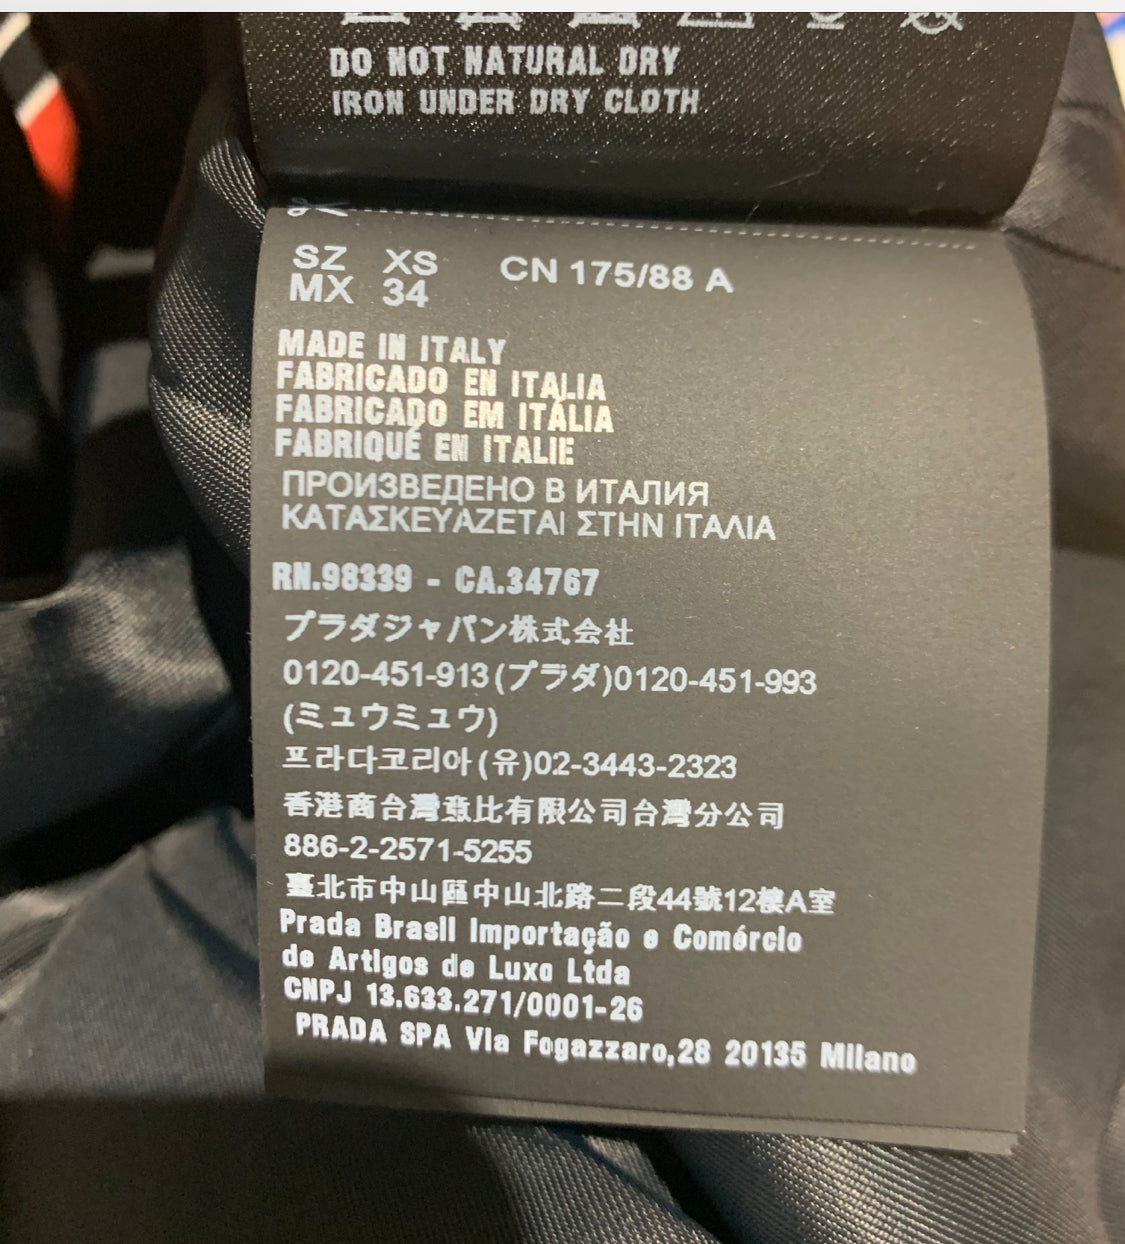 DO NOT NATURAL DRY
IRON UNDER DRY CLOTH
SZ XS CN 175/88 A
MX 34
MADE IN ITALY
FABRICADO EN ITALIA
FABRICADO EM ITÁLIA
FABRIQUÉ EN ITALIE
ПРОИЗВЕДЕНО В ИТАЛИЯ
ΚΑΤΑΣΚΕΥΑΖΕΤΑΙ ΣΤΗΝ ΙΤΑΛΙΑ
RN.98339 - CA.34767
プラダジャパン株式会社
0120-451-913(プラダ)0120-451-993
(ミュウミュウ)
프라다코리아(유)02-3443-2323
香港商台灣意比有限公司台灣分公司
886-2-2571-5255
臺北市中山區中山北路二段44號12樓A室
Prada Brasil Importação e Comércio
de Artigos de Luxo Ltda
CNPJ 13.633.271/0001-26
PRADA SPA Via Fogazzaro,28 20135 Milano